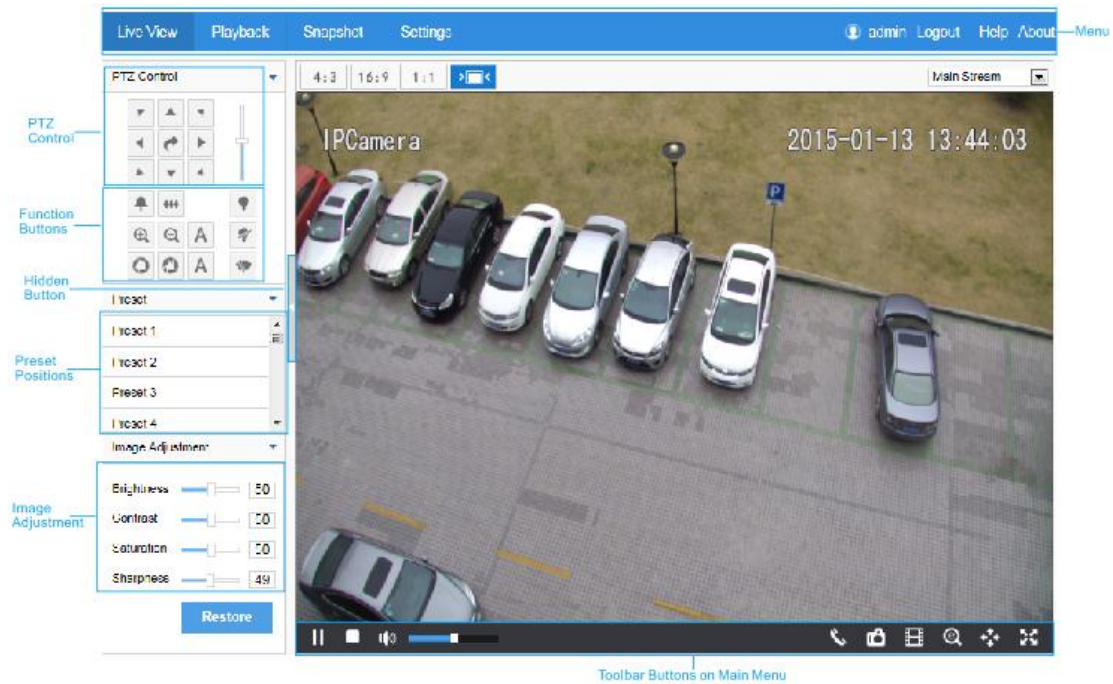 Live View Playback Snapshot Settings admin Logout Help About
Menu
PTZ Control
4:3 16:9 1:1
Main Stream
PTZ
Control
IPCamera
2015-01-13 13:44:03
P
Function
Buttons
A
A
Hidden
Button
Preset
Preset 1
Preset 2
Preset 3
Preset 4
Preset
Positions
Image Adjustment
Brightness 50
Contrast 50
Saturation 50
Sharpness 49
Image
Adjustment
Restore
Toolbar Buttons on Main Menu